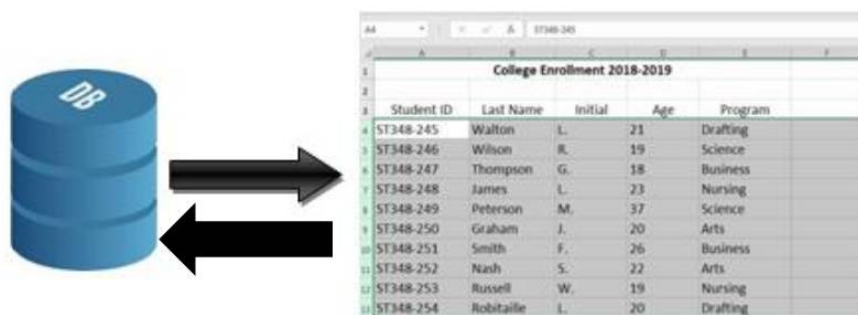 DB
A4 ST348-245
A B C D E F
1 College Enrollment 2018-2019
2
3 Student ID Last Name Initial Age Program
4 ST348-245 Walton L. 21 Drafting
5 ST348-246 Wilson R. 19 Science
6 ST348-247 Thompson G. 18 Business
7 ST348-248 James L. 23 Nursing
8 ST348-249 Peterson M. 37 Science
9 ST348-250 Graham J. 20 Arts
10 ST348-251 Smith F. 26 Business
11 ST348-252 Nash S. 22 Arts
12 ST348-253 Russell W. 19 Nursing
13 ST348-254 Robitaille L. 20 Drafting